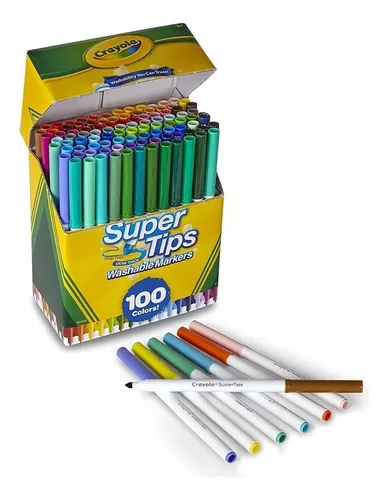 Crayola
Washability You Can Trust!
Super
Tips
Washable Markers
100
Colors!
Crayola SuperTips